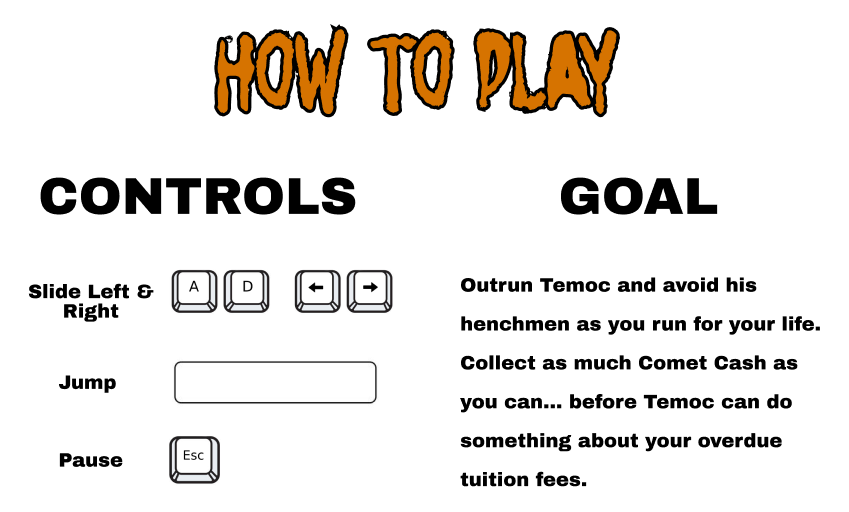 HOW TO PLAY
CONTROLS
Slide Left &
Right
A D ← →
Jump
Pause
Esc
GOAL
Outrun Temoc and avoid his
henchmen as you run for your life.
Collect as much Comet Cash as
you can... before Temoc can do
something about your overdue
tuition fees.